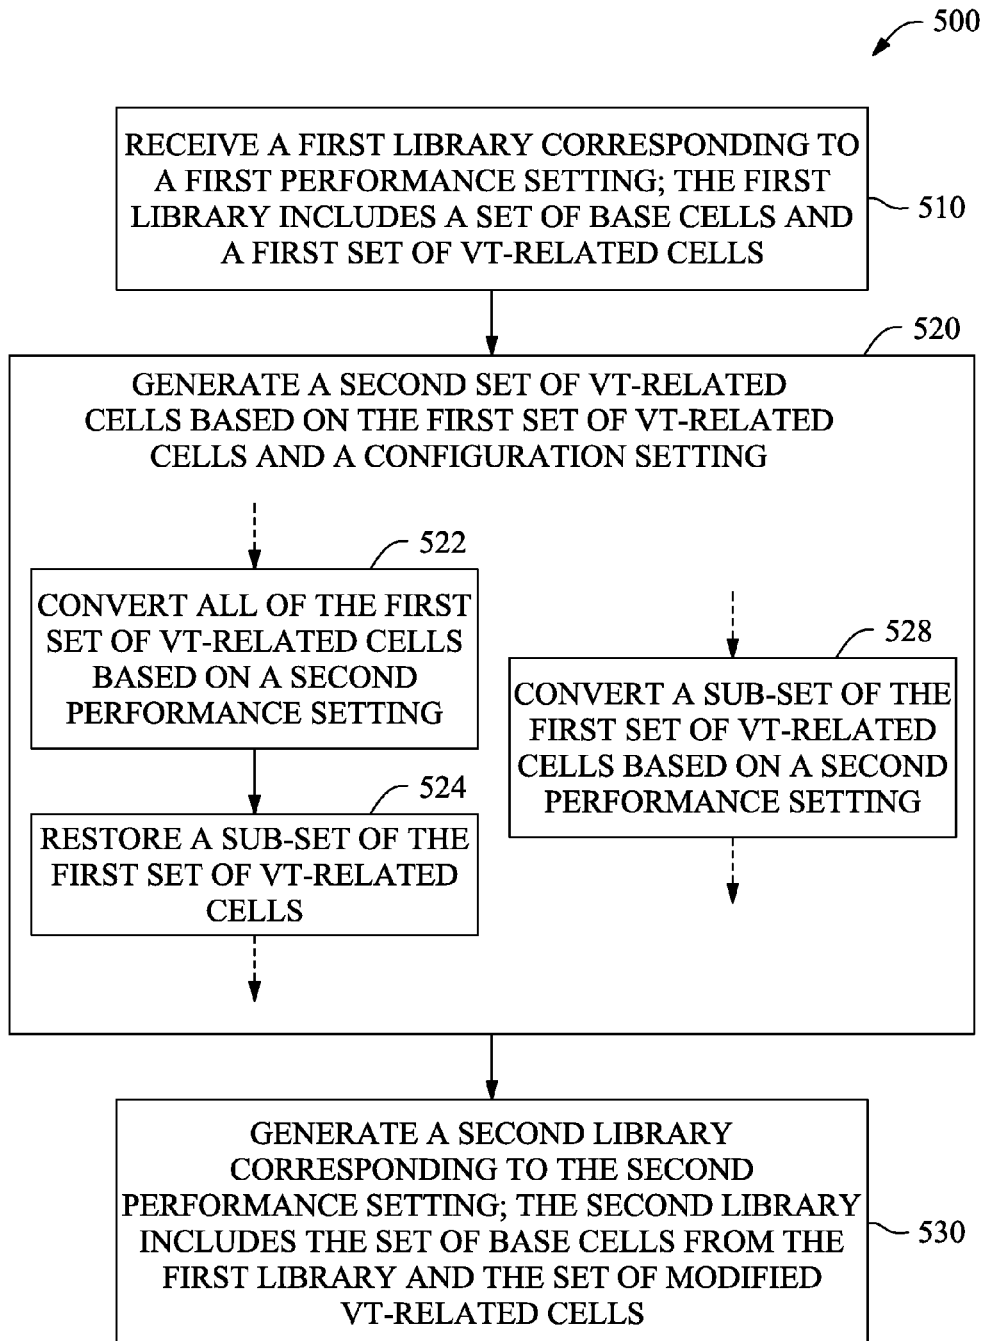 500
RECEIVE A FIRST LIBRARY CORRESPONDING TO
A FIRST PERFORMANCE SETTING; THE FIRST
LIBRARY INCLUDES A SET OF BASE CELLS AND
A FIRST SET OF VT-RELATED CELLS
510
520
GENERATE A SECOND SET OF VT-RELATED
CELLS BASED ON THE FIRST SET OF VT-RELATED
CELLS AND A CONFIGURATION SETTING
522
CONVERT ALL OF THE FIRST
SET OF VT-RELATED CELLS
BASED ON A SECOND
PERFORMANCE SETTING
524
RESTORE A SUB-SET OF THE
FIRST SET OF VT-RELATED
CELLS
528
CONVERT A SUB-SET OF THE
FIRST SET OF VT-RELATED
CELLS BASED ON A SECOND
PERFORMANCE SETTING
GENERATE A SECOND LIBRARY
CORRESPONDING TO THE SECOND
PERFORMANCE SETTING; THE SECOND LIBRARY
INCLUDES THE SET OF BASE CELLS FROM THE
FIRST LIBRARY AND THE SET OF MODIFIED
VT-RELATED CELLS
530